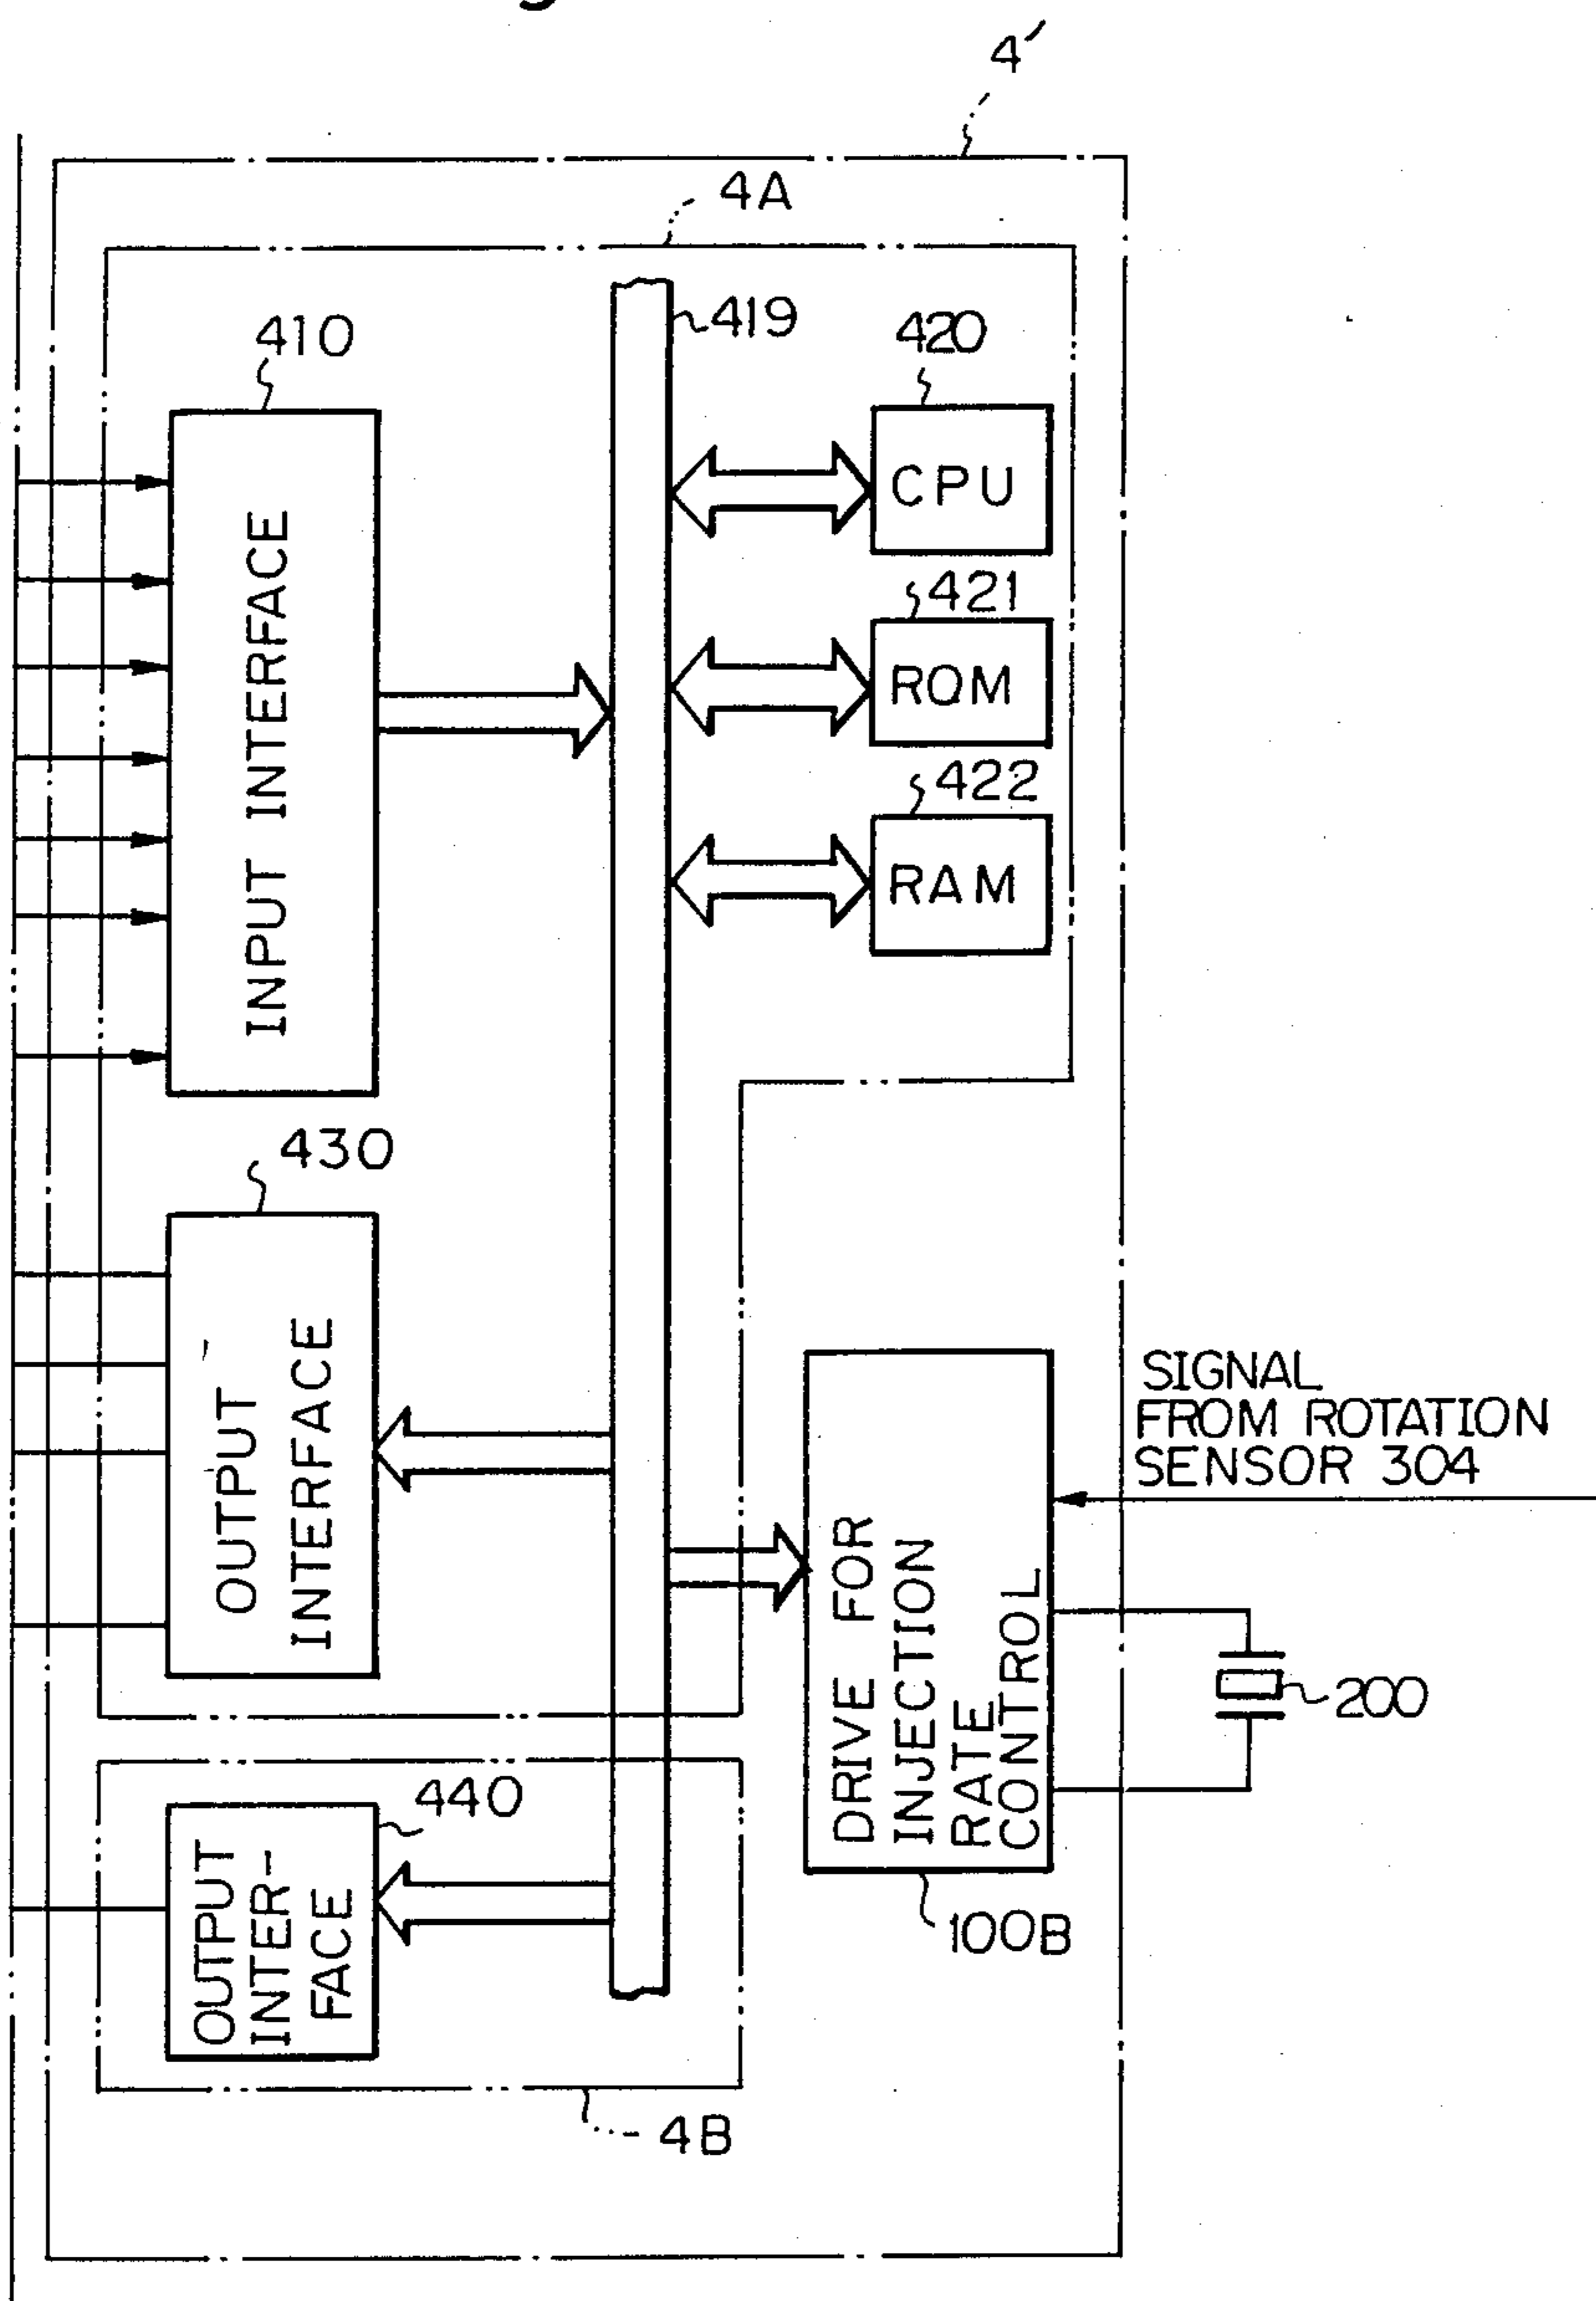 4'
4A
419
410
420
CPU
INPUT INTERFACE
421
ROM
422
RAM
430
OUTPUT
INTERFACE
SIGNAL
FROM ROTATION
SENSOR 304
DRIVE FOR
INJECTION
RATE
CONTROL
200
440
OUTPUT
INTER-
FACE
100B
4B